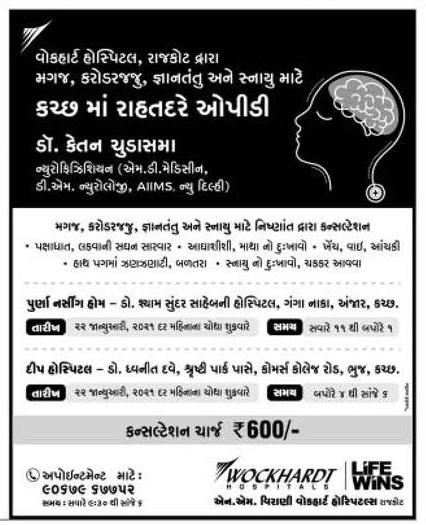 વોકહાર્ટ હોસ્પિટલ, રાજકોટ દ્વારા
મગજ, કરોડરજજુ, જ્ઞાનતંતુ અને સ્નાયુ માટે
કચ્છ માં રાહતદરે ઓપીડી
ડૉ. કેતન ચુડાસમા
ન્યુરોફિઝિશિયન (એમ.ડી.મેડિસીન,
ડી.એમ. ન્યુરોલોજી, AIIMS. ન્યુ દિલ્હી)
મગજ, કરોડરજજુ, જ્ઞાનતંતુ અને સ્નાયુ માટે નિષ્ણાંત દ્વારા કન્સલ્ટેશન
• પક્ષાઘાત, લકવાની સઘન સારવાર • આધાશીશી, માથા નો દુઃખાવો • ખેંચ, વાઈ, આંચકી
• હાથ પગમાં ઝણઝણાટી, બળતરા • સ્નાયુ નો દુઃખાવો, ચક્કર આવવા
પુર્ણા નર્સીંગ હોમ – ડો. શ્યામ સુંદર સાહેબની હોસ્પિટલ, ગંગા નાકા, અંજાર, કચ્છ.
તારીખ ૨૨ જાન્યુઆરી, ૨૦૨૧ દર મહિનાના ચોથા શુક્રવારે સમય સવારે ૧૧ થી બપોરે ૧
દીપ હોસ્પિટલ – ડો. ધ્વનીત દવે, શ્રૃષ્ટી પાર્ક પાસે, કોમર્સ કોલેજ રોડ, ભુજ, કચ્છ.
તારીખ ૨૨ જાન્યુઆરી, ૨૦૨૧ દર મહિનાના ચોથા શુક્રવારે સમય બપોરે ૪ થી સાંજે ૬
કન્સલ્ટેશન ચાર્જ ₹600/-
અપોઈન્ટમેન્ટ માટે :
૯૦૬૭૯ ૬૭૭૫૨
સમય : સવારે ૯:૩૦ થી સાંજે ૬
WOCKHARDT
HOSPITALS
LIFE
WINS
એન.એમ. વિરાણી વોકહાર્ટ હોસ્પિટલ્સ રાજકોટ